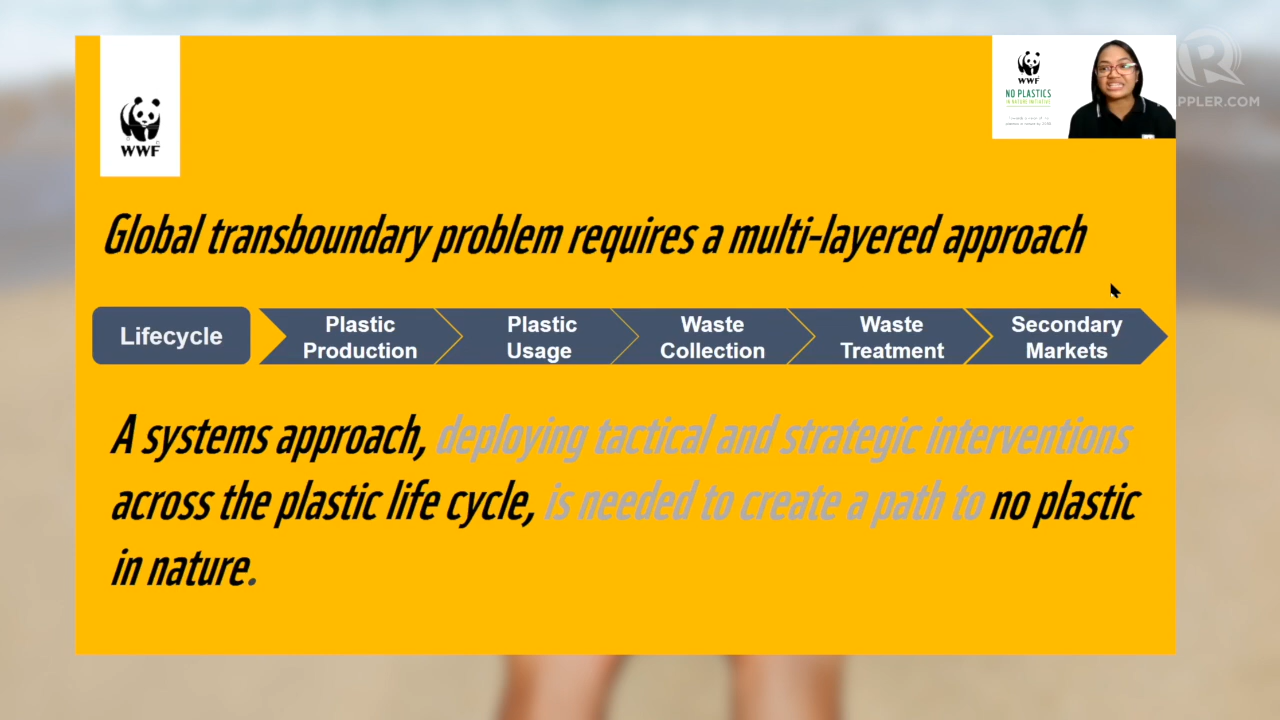 WWF
WWF
NO PLASTICS
IN NATURE INITIATIVE
PPLER.COM
Global transboundary problem requires a multi-layered approach
Lifecycle
Plastic
Production
Plastic
Usage
Waste
Collection
Waste
Treatment
Secondary
Markets
A systems approach, deploying tactical and strategic interventions
across the plastic life cycle, is needed to create a path to no plastic
in nature.